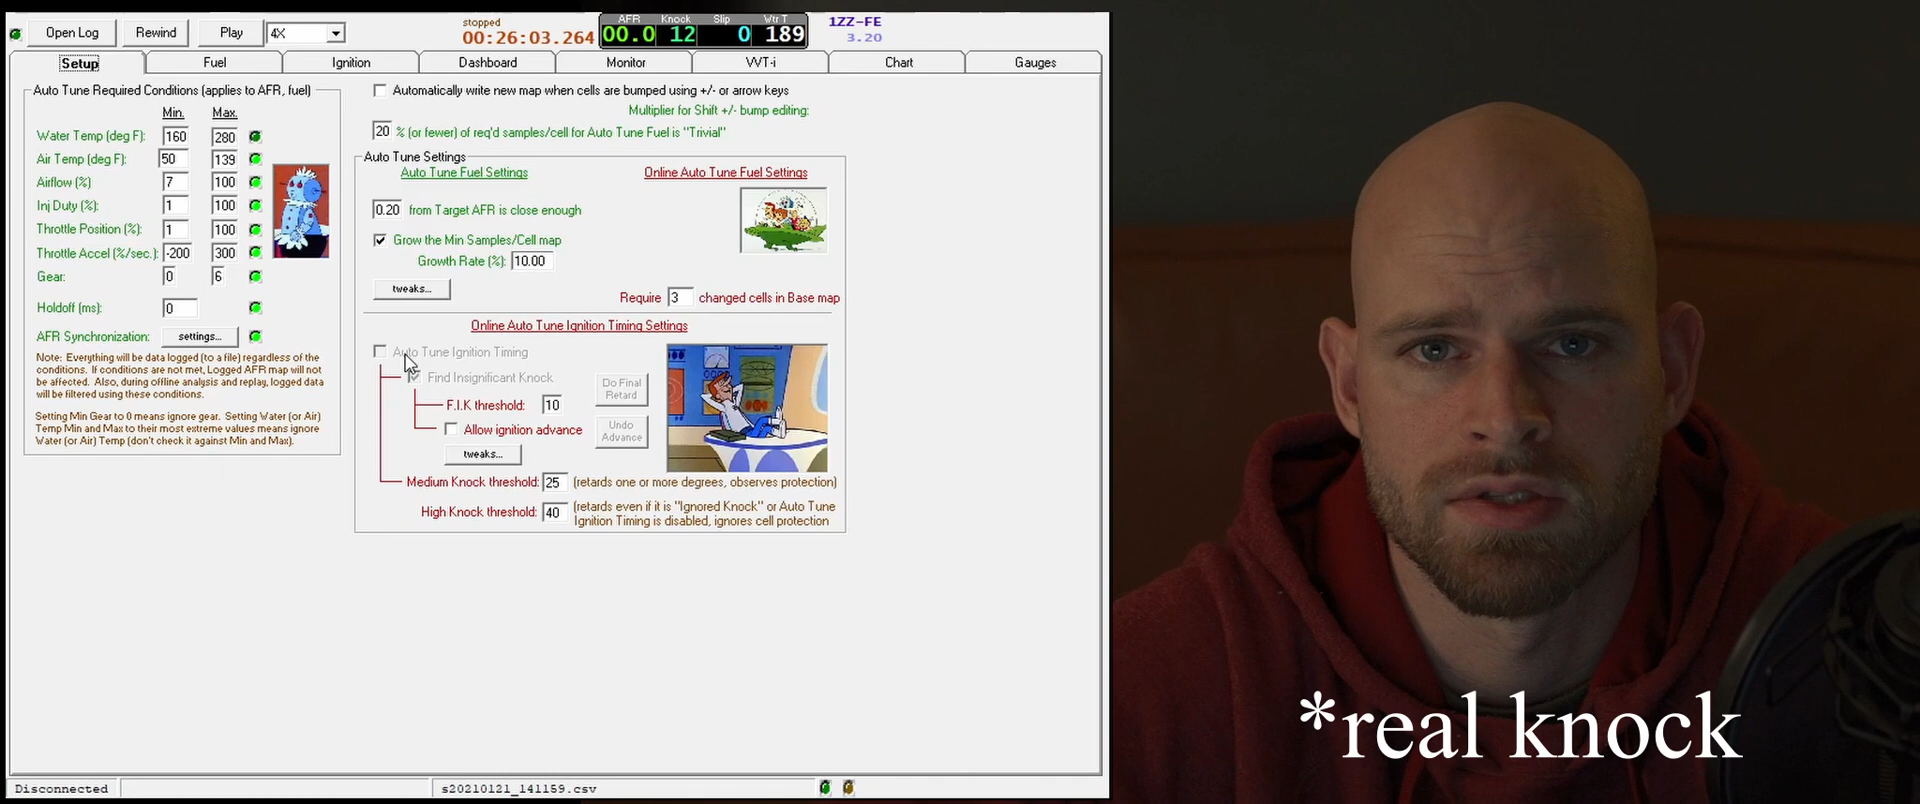 Open Log
Rewind
Play
4X
stopped
00:26:03.264
AFR Knock Slip Wtr T
00.0 12 0 189
1ZZ-FE
3.20
Setup
Fuel
Ignition
Dashboard
Monitor
VVT-i
Chart
Gauges
Auto Tune Required Conditions (applies to AFR, fuel)
Min. Max.
Water Temp (deg F): 160 280
Air Temp (deg F): 50 139
Airflow (%) 7 100
Inj Duty (%): 1 100
Throttle Position (%): 1 100
Throttle Accel (%/sec.): -200 300
Gear: 0 6
Holdoff (ms): 0
AFR Synchronization: settings...
Note: Everything will be data logged (to a file) regardless of the
conditions. If conditions are not met, Logged AFR map will not
be affected. Also, during offline analysis and replay, logged data
will be filtered using these conditions.
Setting Min Gear to 0 means ignore gear. Setting Water (or Air)
Temp Min and Max to their most extreme values means ignore
Water (or Air) Temp (don't check it against Min and Max).
Automatically write new map when cells are bumped using +/- or arrow keys
Multiplier for Shift +/- bump editing:
20 % (or fewer) of req'd samples/cell for Auto Tune Fuel is "Trivial"
Auto Tune Settings
Auto Tune Fuel Settings
Online Auto Tune Fuel Settings
0.20 from Target AFR is close enough
Grow the Min Samples/Cell map
Growth Rate (%): 10.00
tweaks...
Require 3 changed cells in Base map
Online Auto Tune Ignition Timing Settings
Auto Tune Ignition Timing
Find Insignificant Knock
F.I.K threshold: 10
Allow ignition advance
tweaks...
Do Final
Retard
Undo
Advance
Medium Knock threshold: 25 (retards one or more degrees, observes protection)
High Knock threshold: 40 (retards even if it is "Ignored Knock" or Auto Tune
Ignition Timing is disabled, ignores cell protection
Disconnected
s20210121_141159.csv
*real knock